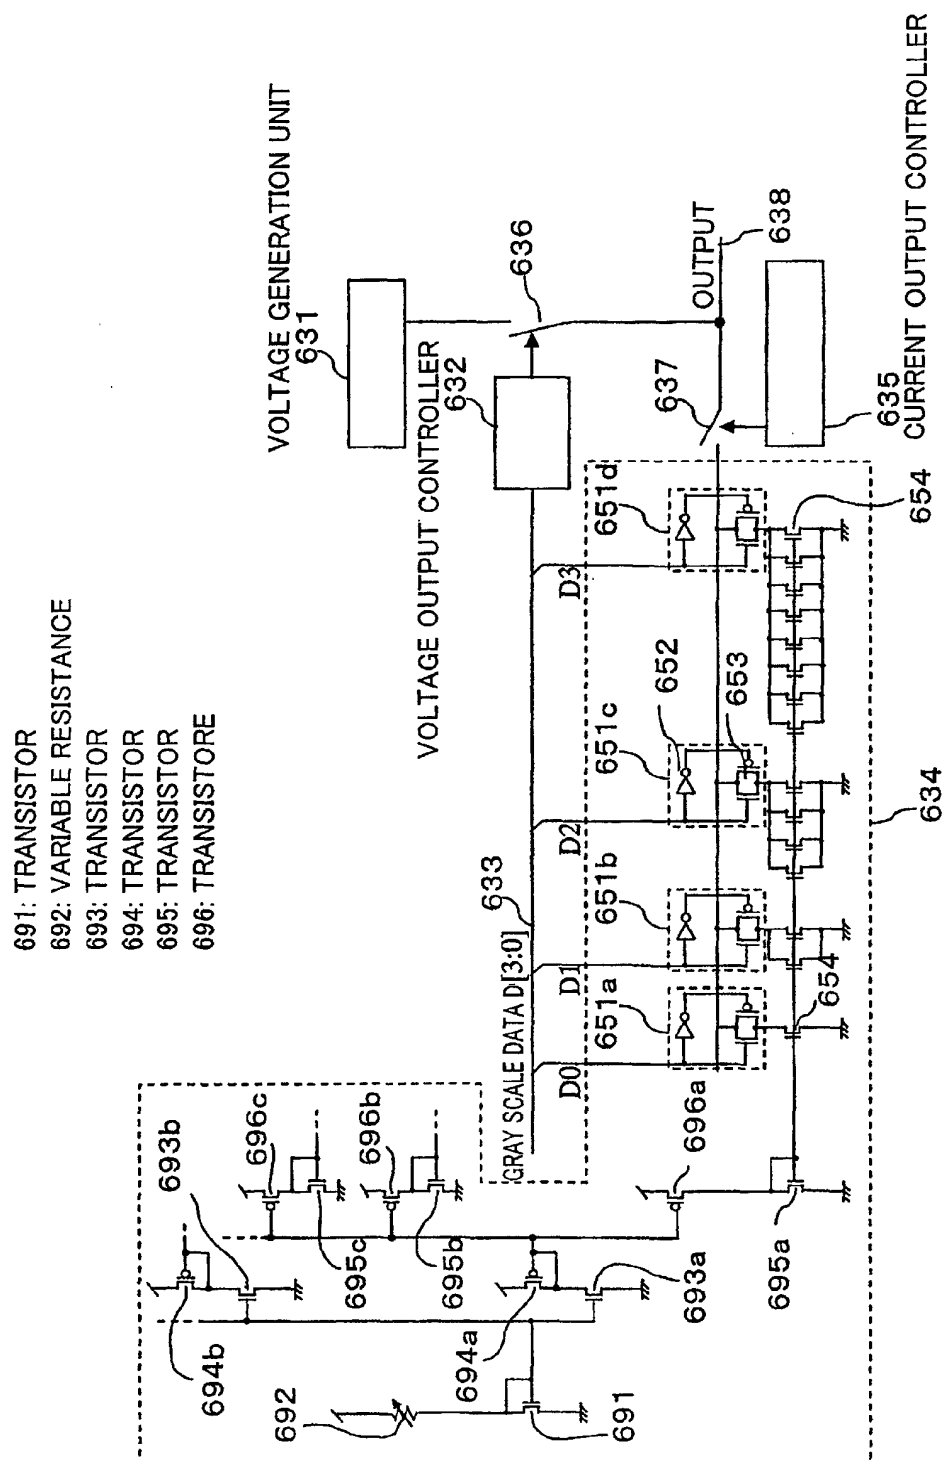 691: TRANSISTOR
692: VARIABLE RESISTANCE
693: TRANSISTOR
694: TRANSISTOR
695: TRANSISTOR
696: TRANSISTORE
VOLTAGE GENERATION UNIT
631
VOLTAGE OUTPUT CONTROLLER
632
636
OUTPUT
638
637
635
CURRENT OUTPUT CONTROLLER
GRAY SCALE DATA D[3:0]
633
D0
D1
D2
D3
651a
651b
651c
651d
652
653
654
654
634
693b
696c
696b
694b
695c
695b
696a
694a
693a
695a
692
691